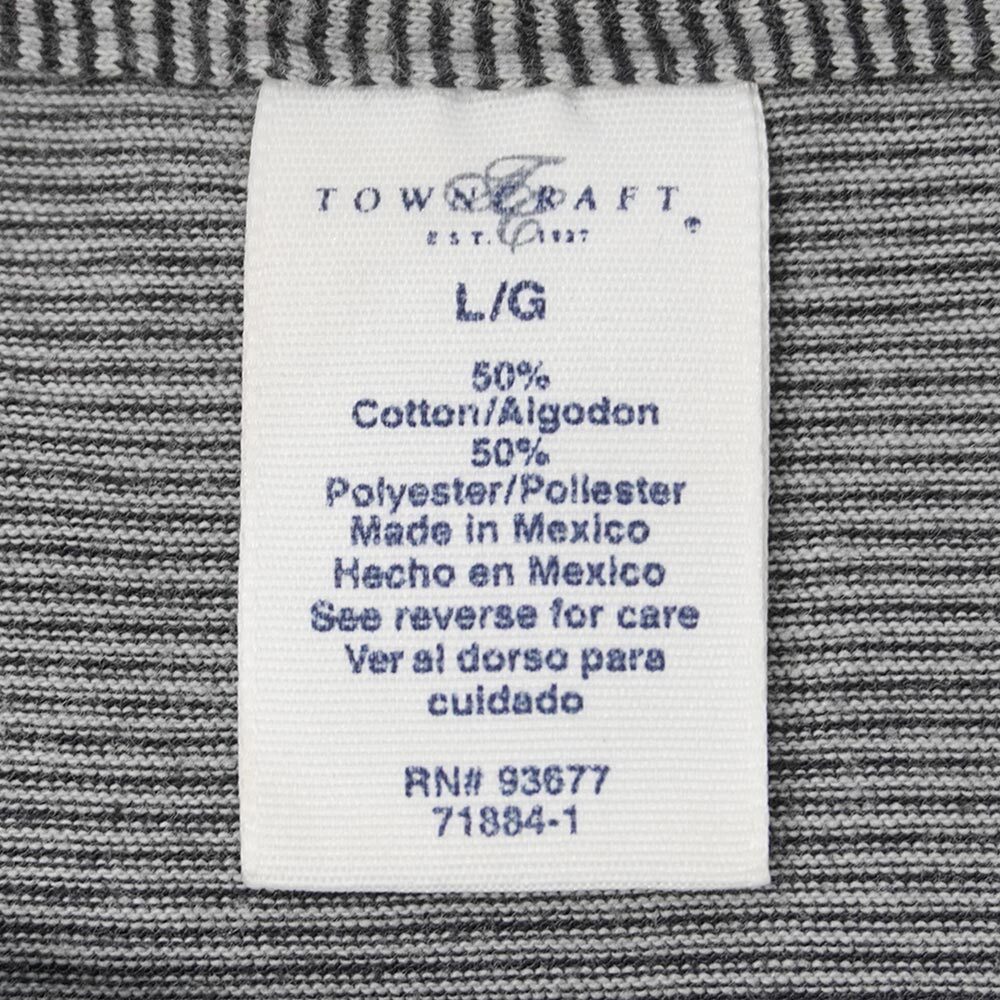 TOWNCRAFT
EST. 1927
L/G
50%
Cotton/Algodon
50%
Polyester/Poliester
Made in Mexico
Hecho en Mexico
See reverse for care
Ver al dorso para
cuidado
RN# 93677
71884-1